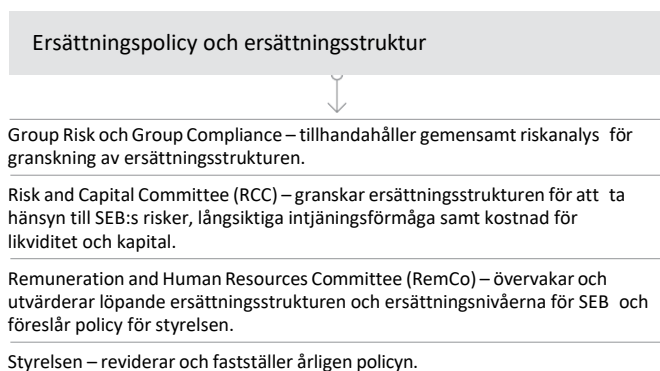 Ersättningspolicy och ersättningsstruktur
Group Risk och Group Compliance – tillhandahåller gemensamt riskanalys för
granskning av ersättningsstrukturen.
Risk and Capital Committee (RCC) – granskar ersättningsstrukturen för att ta
hänsyn till SEB:s risker, långsiktiga intjäningsförmåga samt kostnad för
likviditet och kapital.
Remuneration and Human Resources Committee (RemCo) – övervakar och
utvärderar löpande ersättningsstrukturen och ersättningsnivåerna för SEB och
föreslår policy för styrelsen.
Styrelsen – reviderar och fastställer årligen policyn.